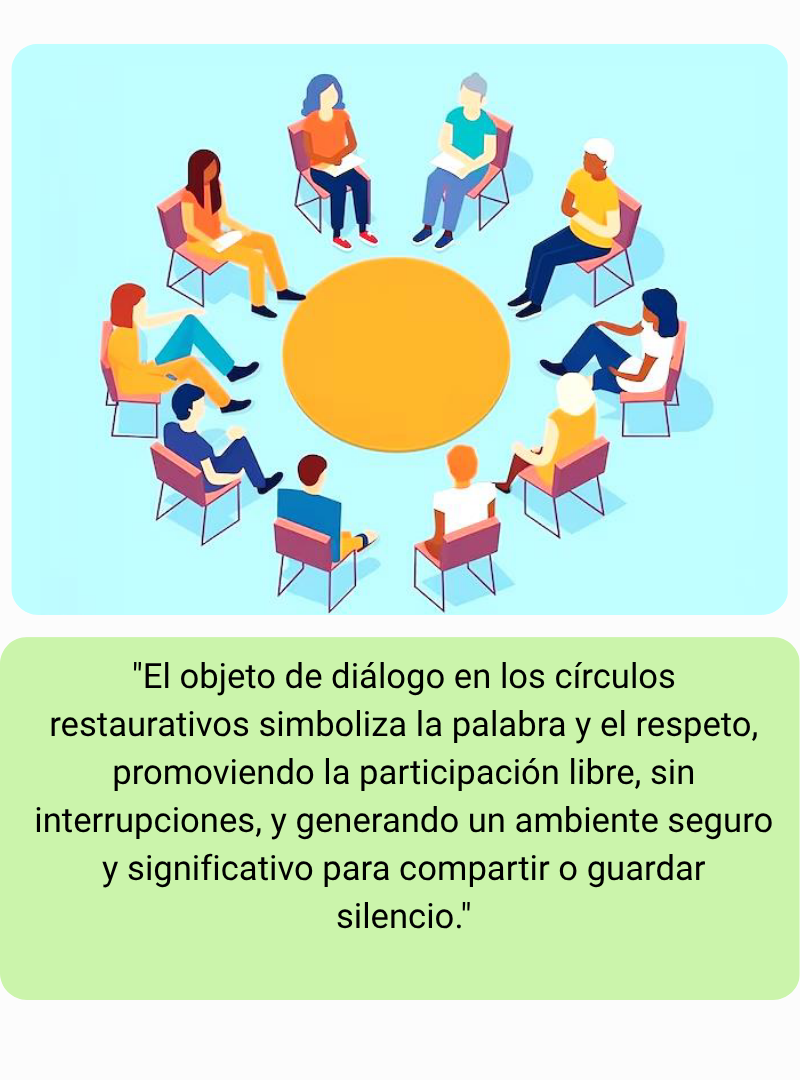 "El objeto de diálogo en los círculos
restaurativos simboliza la palabra y el respeto,
promoviendo la participación libre, sin
interrupciones, y generando un ambiente seguro
y significativo para compartir o guardar
silencio."